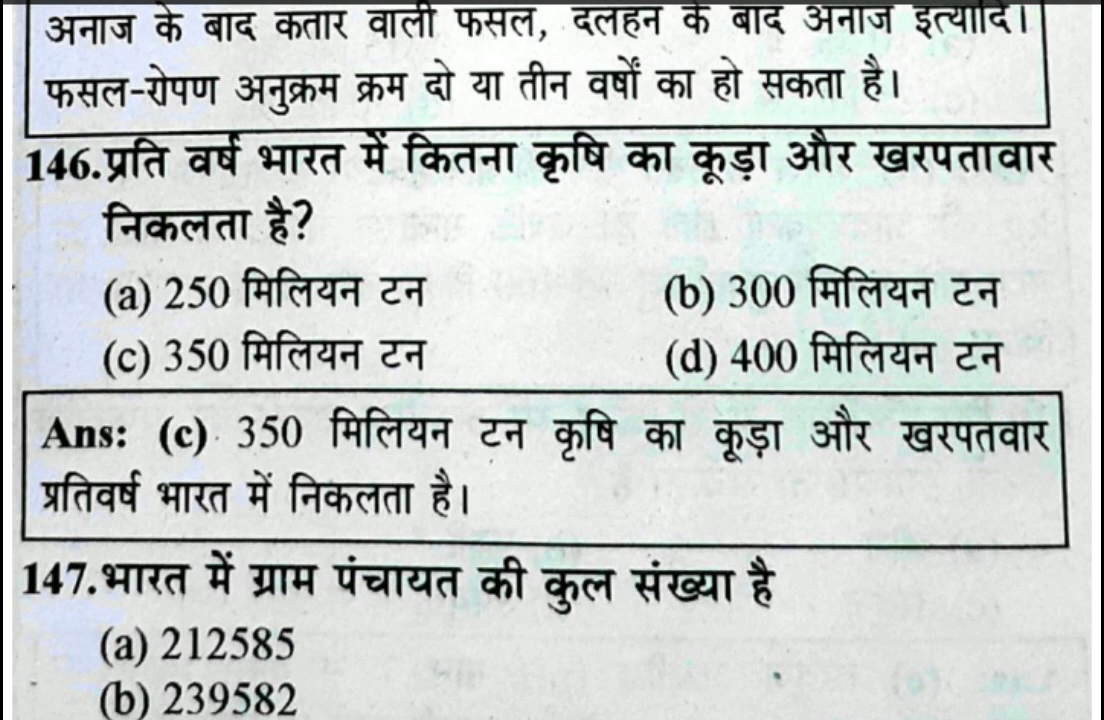 अनाज के बाद कतार वाली फसल, दलहन के बाद अनाज इत्यादि।
फसल-रोपण अनुक्रम क्रम दो या तीन वर्षों का हो सकता है।
146. प्रति वर्ष भारत में कितना कृषि का कूड़ा और खरपतावार
निकलता है?
(a) 250 मिलियन टन (b) 300 मिलियन टन
(c) 350 मिलियन टन (d) 400 मिलियन टन
Ans: (c) 350 मिलियन टन कृषि का कूड़ा और खरपतवार
प्रतिवर्ष भारत में निकलता है।
147. भारत में ग्राम पंचायत की कुल संख्या है
(a) 212585
(b) 239582